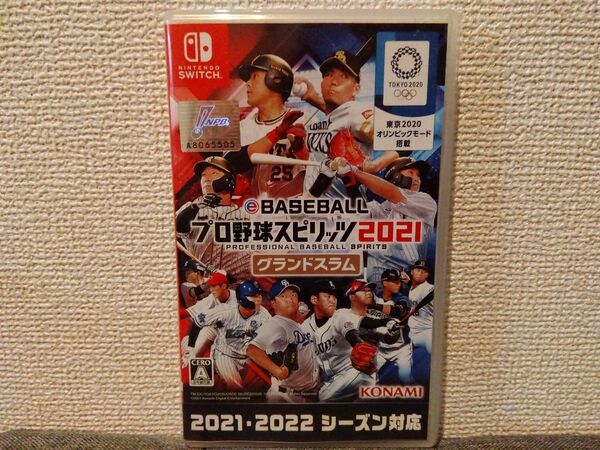 NINTENDO
SWITCH
NPB
A8065505
TOKYO 2020
東京2020
オリンピックモード
搭載
25
eBASEBALL
プロ野球スピリッツ2021
PROFESSIONAL BASEBALL SPIRITS
グランドスラム
CERO
A
KONAMI
2021・2022 シーズン対応